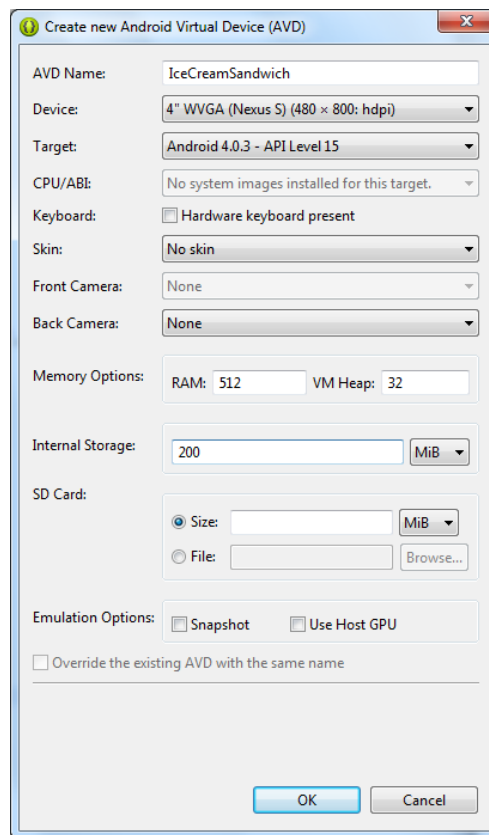 Create new Android Virtual Device (AVD)
AVD Name: IceCreamSandwich
Device: 4" WVGA (Nexus S) (480 × 800: hdpi)
Target: Android 4.0.3 - API Level 15
CPU/ABI: No system images installed for this target.
Keyboard: Hardware keyboard present
Skin: No skin
Front Camera: None
Back Camera: None
Memory Options: RAM: 512 VM Heap: 32
Internal Storage: 200 MiB
SD Card:
Size: MiB
File: Browse...
Emulation Options: Snapshot Use Host GPU
Override the existing AVD with the same name
OK Cancel